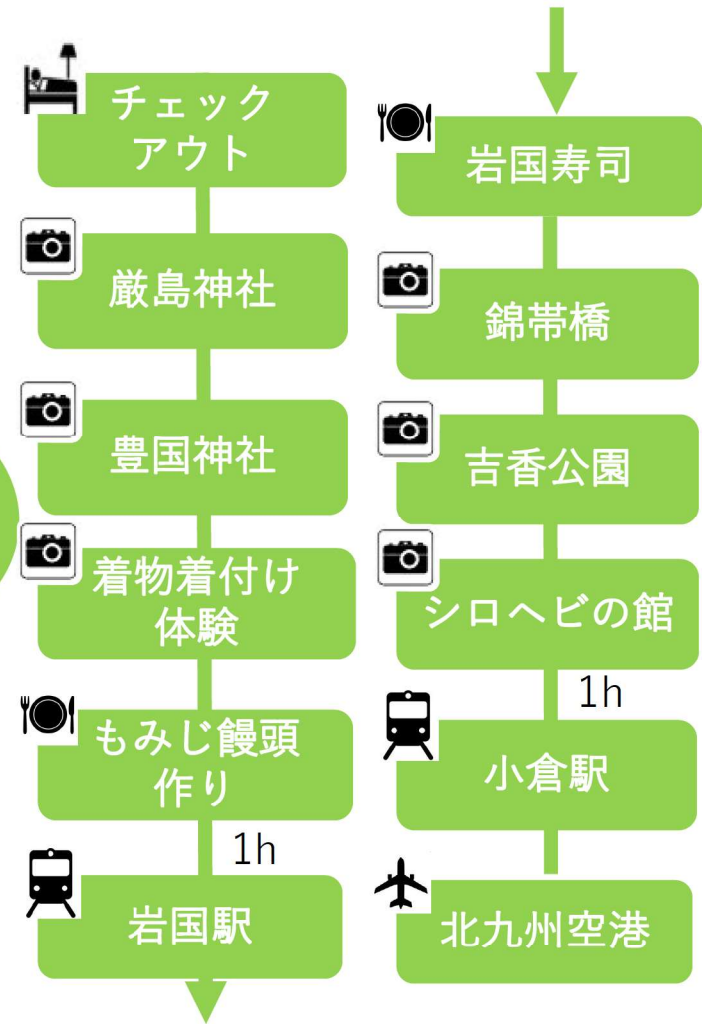 チェック
アウト
厳島神社
豊国神社
着物着付け
体験
もみじ饅頭
作り
1h
岩国駅
岩国寿司
錦帯橋
吉香公園
シロヘビの館
1h
小倉駅
北九州空港